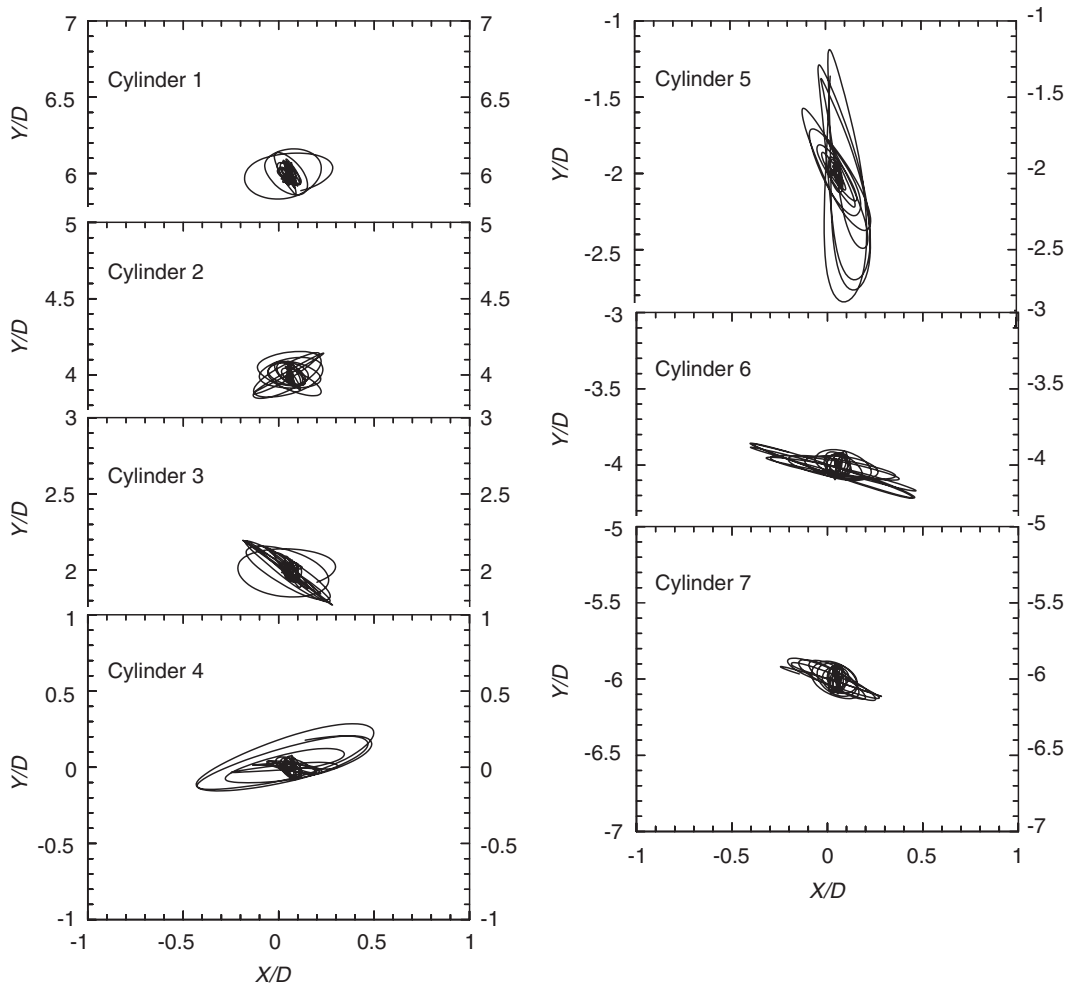 7 7
Cylinder 1
6.5 6.5
Y/D
6 6
5 5
Cylinder 2
4.5 4.5
Y/D
4 4
3 3
Cylinder 3
2.5 2.5
Y/D
2 2
1 1
Cylinder 4
0.5 0.5
Y/D
0 0
-0.5 -0.5
-1 -1
-1 -0.5 0 0.5 1
X/D
-1 -1
Cylinder 5
-1.5 -1.5
Y/D
-2 -2
-2.5 -2.5
-3 -3
Cylinder 6
-3.5 -3.5
Y/D
-4 -4
-4.5 -4.5
-5 -5
Cylinder 7
-5.5 -5.5
Y/D
-6 -6
-6.5 -6.5
-7 -7
-1 -0.5 0 0.5 1
X/D